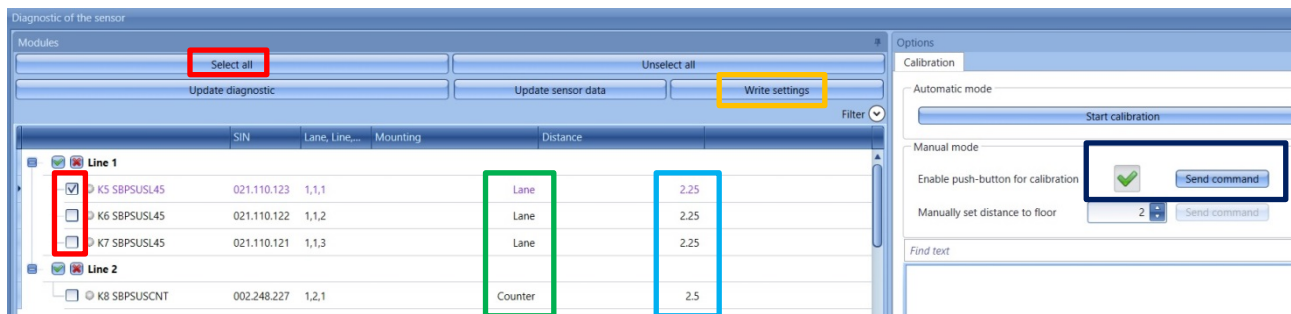 Diagnostic of the sensor
Modules
Select all
Unselect all
Update diagnostic
Update sensor data
Write settings
Filter
SIN Lane, Line,... Mounting Distance
Line 1
K5 SBPSUSL45 021.110.123 1,1,1 Lane 2.25
K6 SBPSUSL45 021.110.122 1,1,2 Lane 2.25
K7 SBPSUSL45 021.110.121 1,1,3 Lane 2.25
Line 2
K8 SBPSUSCNT 002.248.227 1,2,1 Counter 2.5
Options
Calibration
Automatic mode
Start calibration
Manual mode
Enable push-button for calibration Send command
Manually set distance to floor 2 Send command
Find text